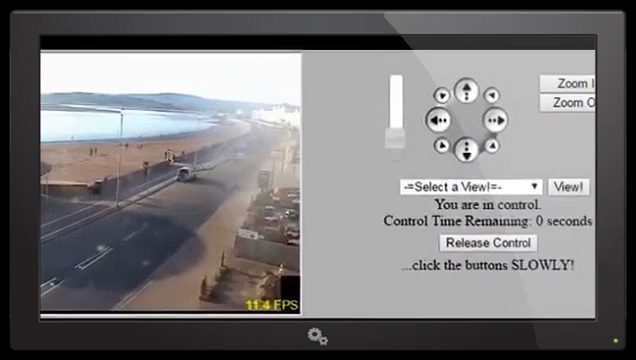 Zoom I
Zoom O
-=Select a View!=-
View!
You are in control.
Control Time Remaining: 0 seconds
Release Control
...click the buttons SLOWLY!
11.4 FPS